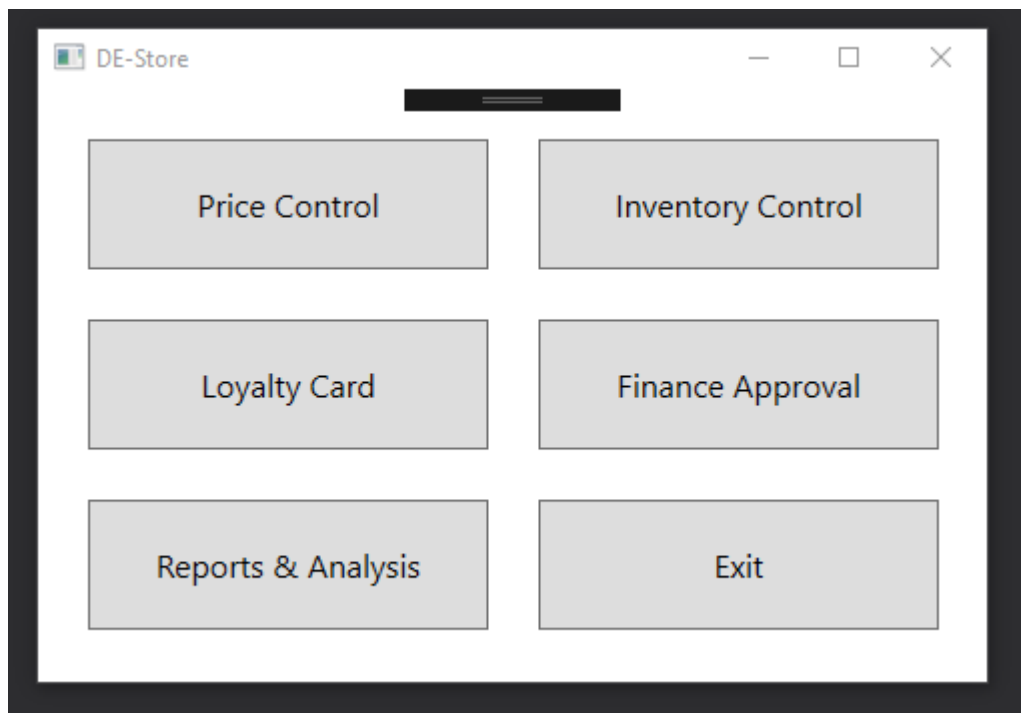 DE-Store
Price Control
Inventory Control
Loyalty Card
Finance Approval
Reports & Analysis
Exit